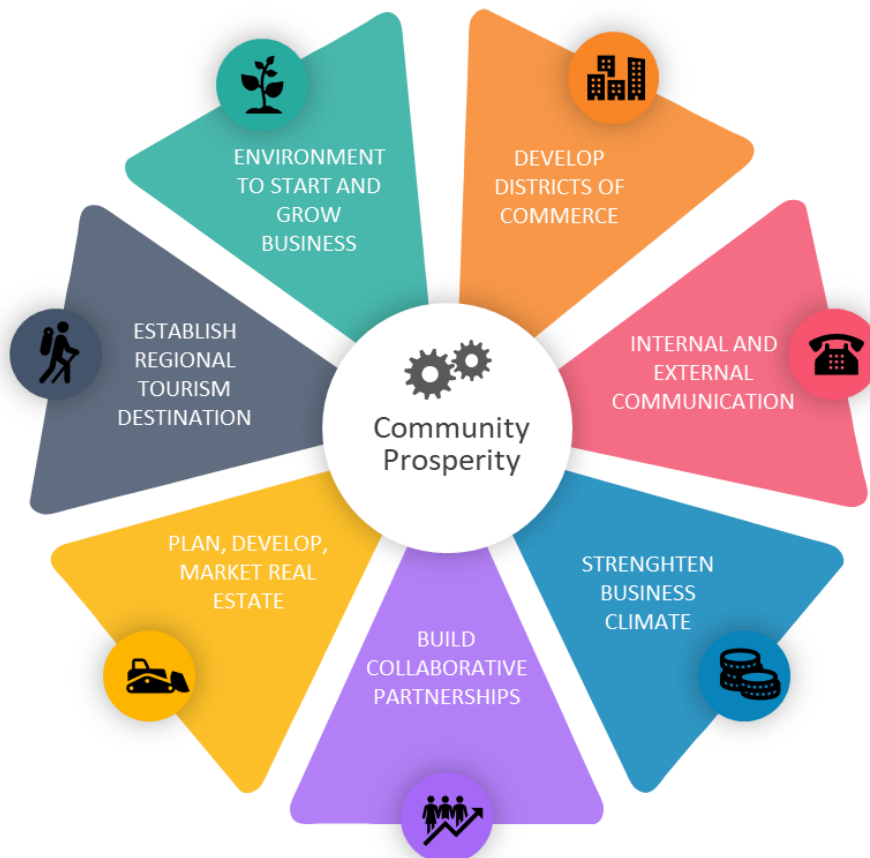 ENVIRONMENT
TO START AND
GROW
BUSINESS
DEVELOP
DISTRICTS OF
COMMERCE
INTERNAL AND
EXTERNAL
COMMUNICATION
STRENGHTEN
BUSINESS
CLIMATE
BUILD
COLLABORATIVE
PARTNERSHIPS
PLAN, DEVELOP,
MARKET REAL
ESTATE
ESTABLISH
REGIONAL
TOURISM
DESTINATION
Community
Prosperity